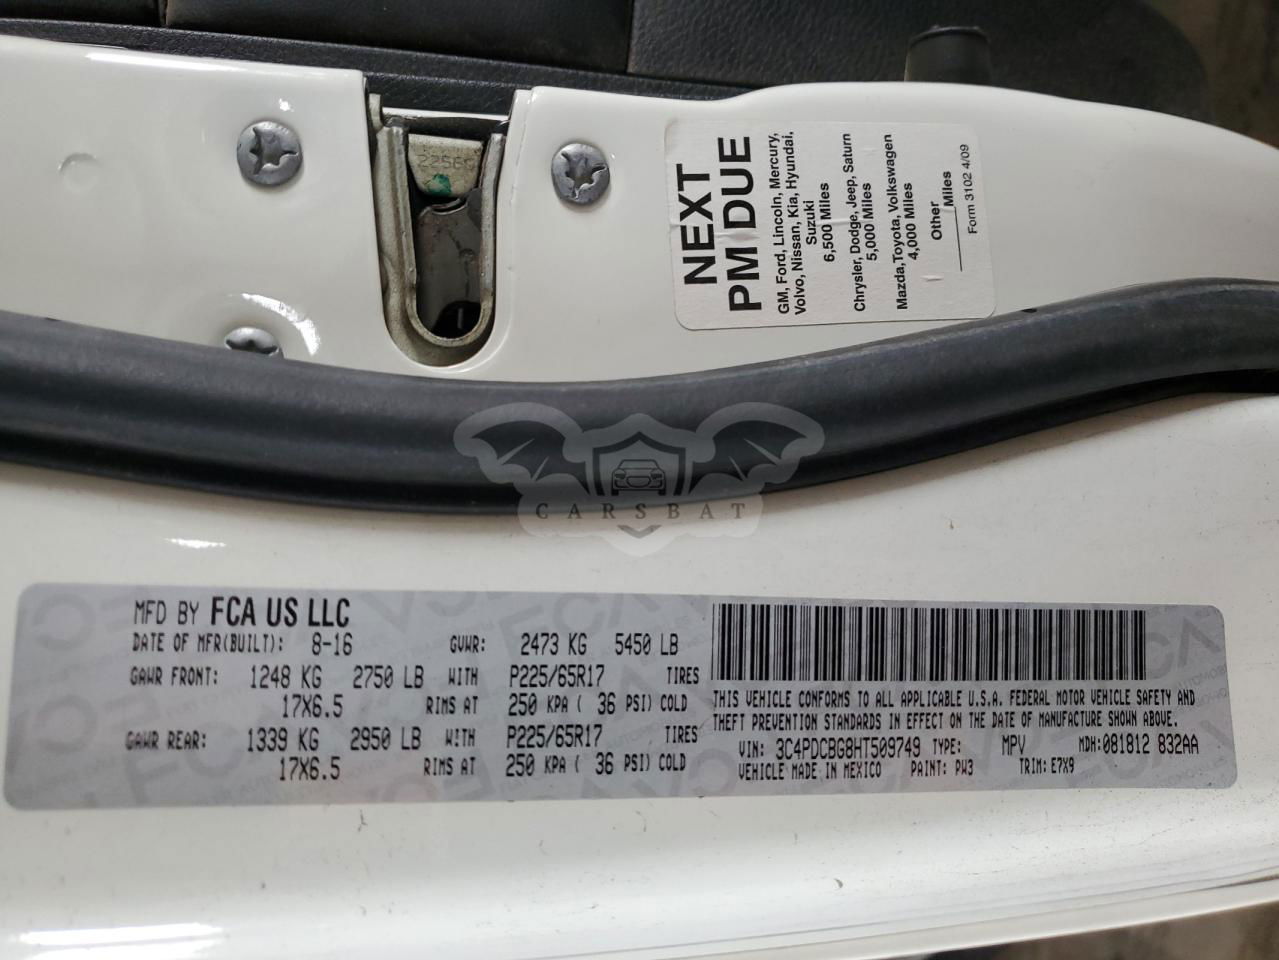 2256
NEXT
PM DUE
GM, Ford, Lincoln, Mercury,
Volvo, Nissan, Kia, Hyundai,
Suzuki
6,500 Miles
Chrysler, Dodge, Jeep, Saturn
5,000 Miles
Mazda,Toyota, Volkswagen
4,000 Miles
Other
Miles
Form 3102 4/09
CARSBAT
MFD BY FCA US LLC
DATE OF MFR(BUILT): 8-16 GVWR: 2473 KG 5450 LB
GAWR FRONT: 1248 KG 2750 LB WITH P225/65R17 TIRES
17X6.5 RIMS AT 250 KPA ( 36 PSI) COLD
GAWR REAR: 1339 KG 2950 LB WITH P225/65R17 TIRES
17X6.5 RIMS AT 250 KPA ( 36 PSI) COLD
THIS VEHICLE CONFORMS TO ALL APPLICABLE U.S.A. FEDERAL MOTOR VEHICLE SAFETY AND
THEFT PREVENTION STANDARDS IN EFFECT ON THE DATE OF MANUFACTURE SHOWN ABOVE.
VIN: 3C4PDCBG8HT509749 TYPE: MPV MDH:081812 832AA
VEHICLE MADE IN MEXICO PAINT: PW3 TRIM: E7X9